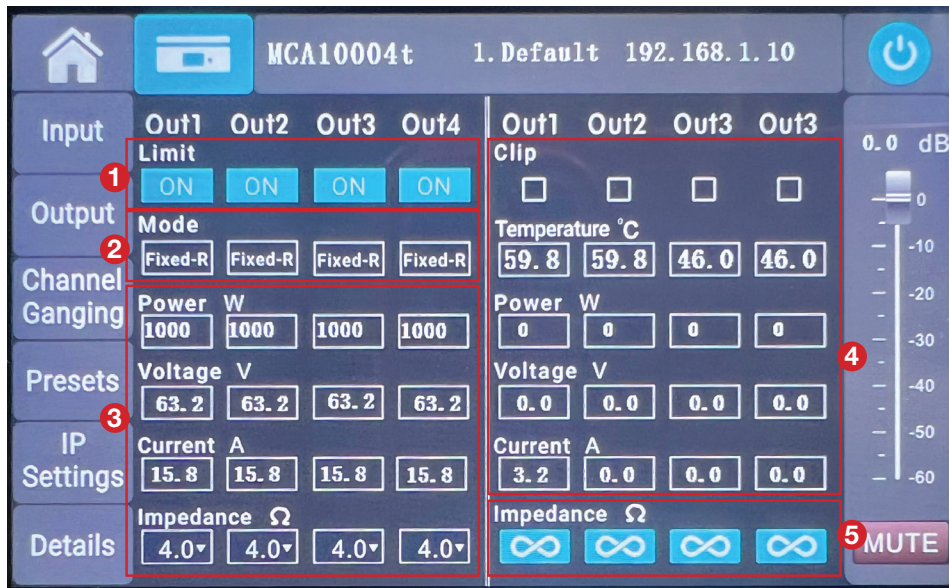 MCA10004t 1.Default 192.168.1.10
Input
Output
Channel
Ganging
Presets
IP
Settings
Details
Out1 Out2 Out3 Out4
1
Limit
ON ON ON ON
2
Mode
Fixed-R Fixed-R Fixed-R Fixed-R
3
Power W
1000 1000 1000 1000
Voltage V
63.2 63.2 63.2 63.2
Current A
15.8 15.8 15.8 15.8
Impedance Ω
4.0▾ 4.0▾ 4.0▾ 4.0▾
Out1 Out2 Out3 Out3
Clip
Temperature °C
59.8 59.8 46.0 46.0
Power W
0 0 0 0
4
Voltage V
0.0 0.0 0.0 0.0
Current A
3.2 0.0 0.0 0.0
Impedance Ω
∞ ∞ ∞ ∞
5
0.0 dB
0
-10
-20
-30
-40
-50
-60
MUTE